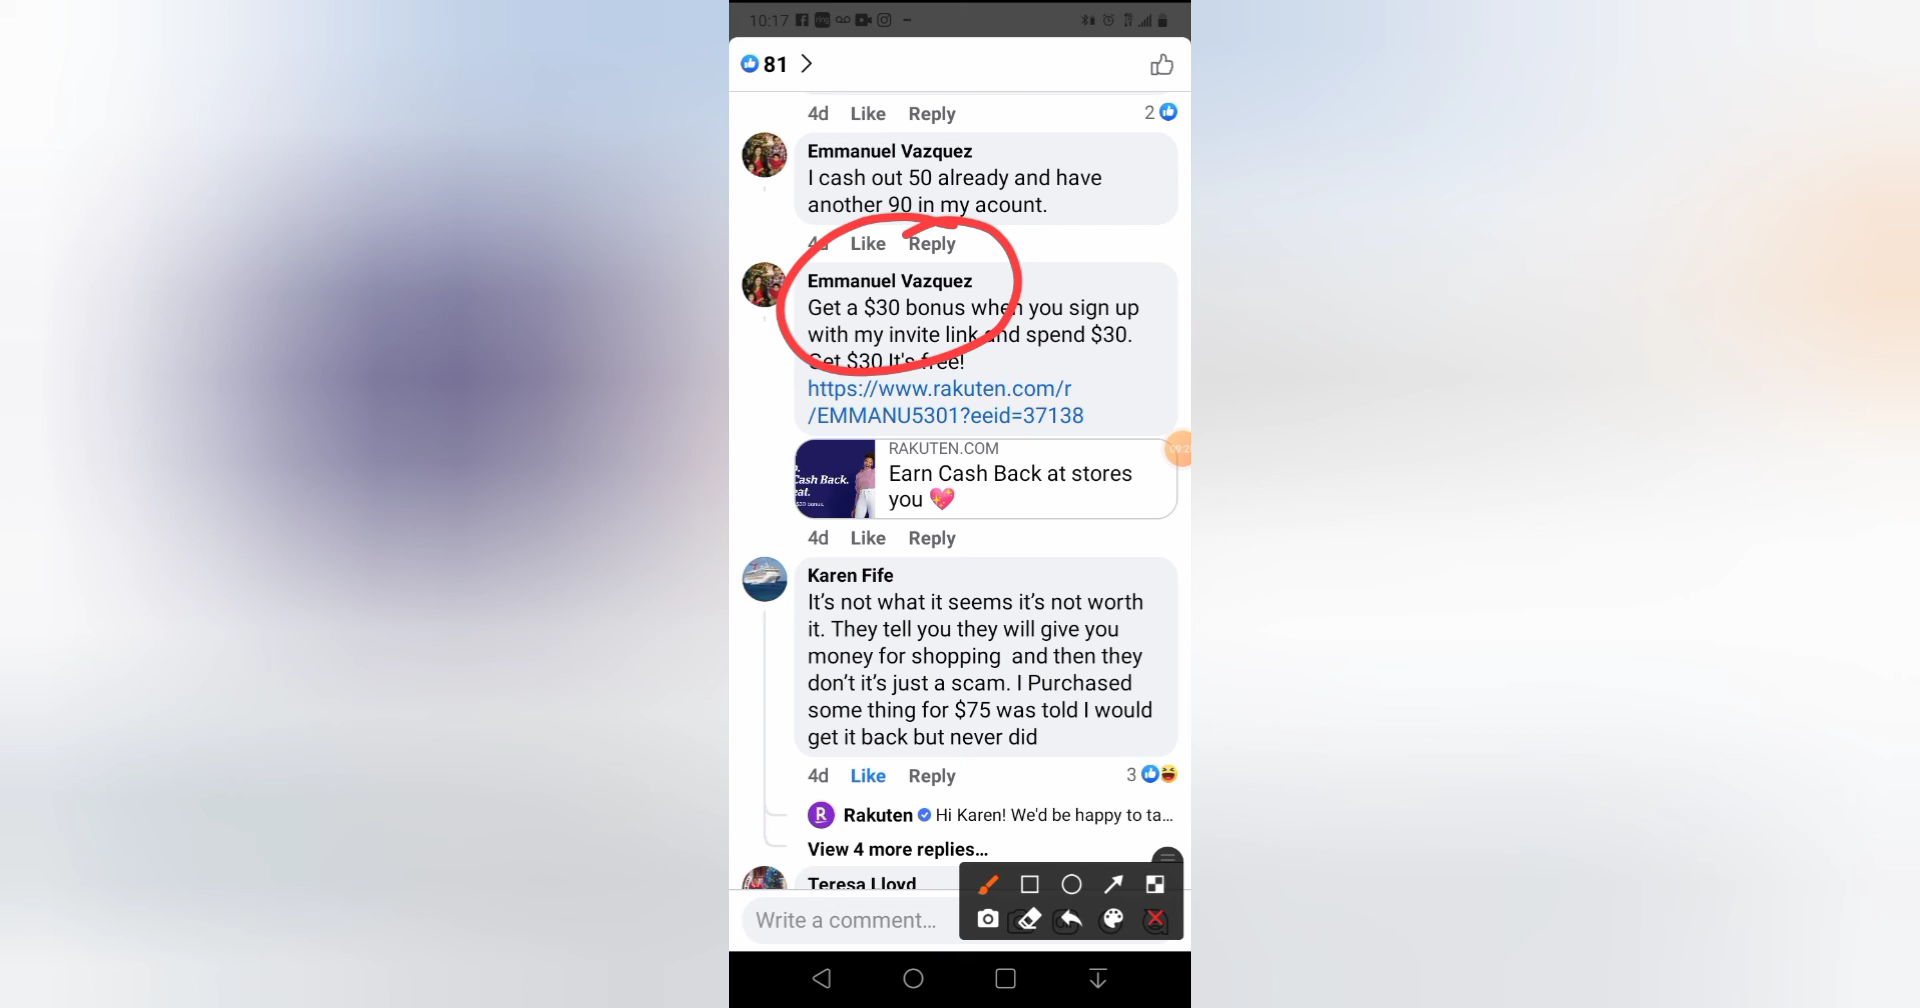 10:17
81
4d Like Reply 2
Emmanuel Vazquez
I cash out 50 already and have
another 90 in my acount.
4d Like Reply
Emmanuel Vazquez
Get a $30 bonus when you sign up
with my invite link and spend $30.
Get $30 It's free!
https://www.rakuten.com/r
/EMMANU5301?eeid=37138
RAKUTEN.COM
Earn Cash Back at stores
you 💖
Cash Back.
4d Like Reply
Karen Fife
It’s not what it seems it’s not worth
it. They tell you they will give you
money for shopping and then they
don’t it’s just a scam. I Purchased
some thing for $75 was told I would
get it back but never did
4d Like Reply 3
R Rakuten Hi Karen! We'd be happy to ta...
View 4 more replies...
Teresa Lloyd
Write a comment...